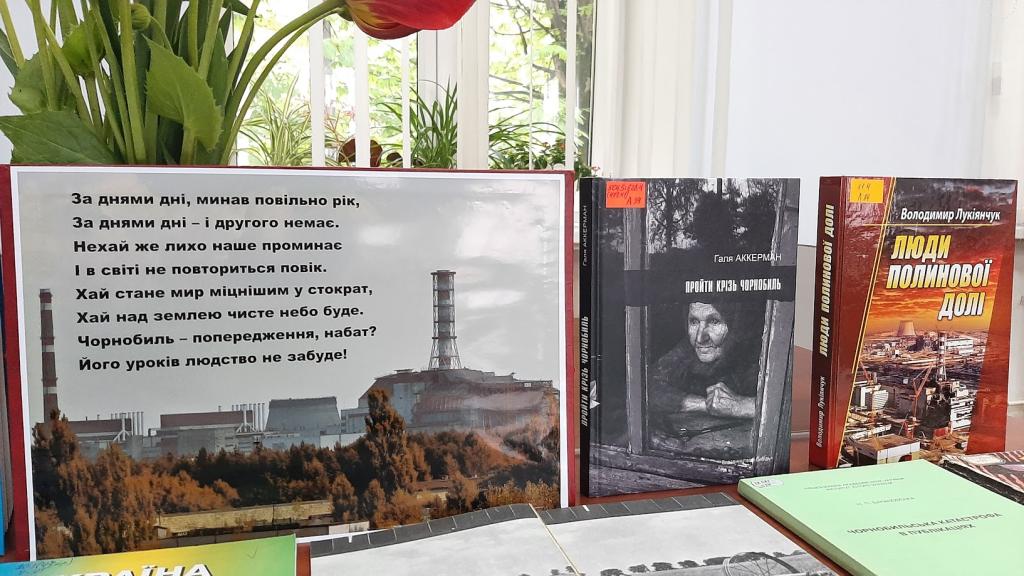 За днями дні, минав повільно рік,
За днями дні – і другого немає.
Нехай же лихо наше проминає
І в світі не повториться повік.
Хай стане мир міцнішим у стократ,
Хай над землею чисте небо буде.
Чорнобиль – попередження, набат?
Його уроків людство не забуде!
Галя АККЕРМАН
ПРОЙТИ КРІЗЬ ЧОРНОБИЛЬ
Галя АККЕРМАН
ПРОЙТИ КРІЗЬ ЧОРНОБИЛЬ
ЛЮДИ ПОЛИНОВОЇ ДОЛІ
Володимир Лукіянчук
Володимир Лукіянчук
ЛЮДИ
ПОЛИНОВОЇ
ДОЛІ
ЧОРНОБИЛЬСЬКА КАТАСТРОФА
В ПУБЛІКАЦІЯХ
УКРАЇНА